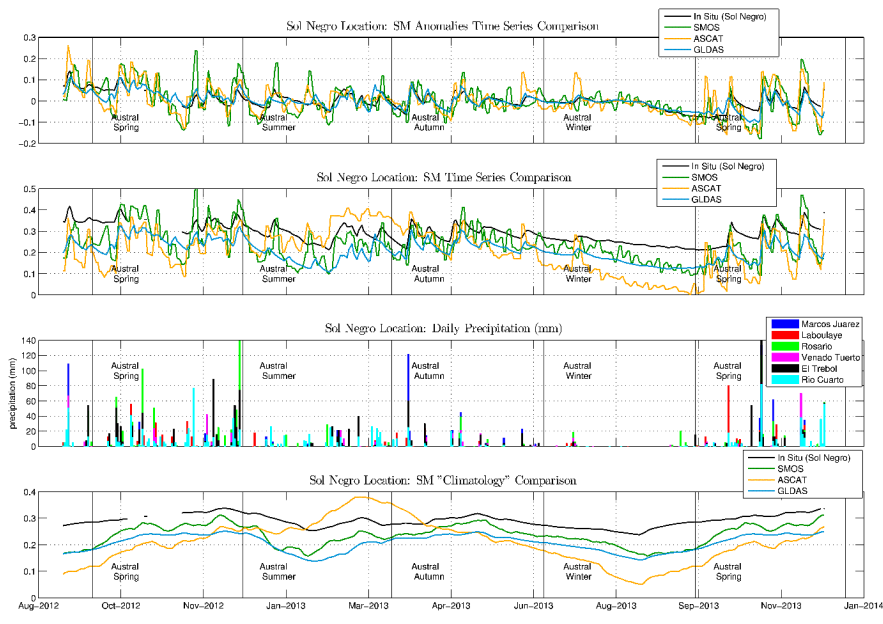 Sol Negro Location: SM Anomalies Time Series Comparison
In Situ (Sol Negro)
SMOS
ASCAT
GLDAS
0.3
0.2
0.1
0
−0.1
−0.2
Austral Spring
Austral Summer
Austral Autumn
Austral Winter
Austral Spring
Sol Negro Location: SM Time Series Comparison
In Situ (Sol Negro)
SMOS
ASCAT
GLDAS
0.5
0.4
0.3
0.2
0.1
0
Austral Spring
Austral Summer
Austral Autumn
Austral Winter
Austral Spring
Sol Negro Location: Daily Precipitation (mm)
Marcos Juarez
Laboulaye
Rosario
Venado Tuerto
El Trebol
Rio Cuarto
precipitation (mm)
140
120
100
80
60
40
20
0
Austral Spring
Austral Summer
Austral Autumn
Austral Winter
Austral Spring
Sol Negro Location: SM "Climatology" Comparison
In Situ (Sol Negro)
SMOS
ASCAT
GLDAS
0.4
0.3
0.2
0.1
0
Austral Spring
Austral Summer
Austral Autumn
Austral Winter
Austral Spring
Aug−2012 Oct−2012 Nov−2012 Jan−2013 Mar−2013 Apr−2013 Jun−2013 Aug−2013 Sep−2013 Nov−2013 Jan−2014